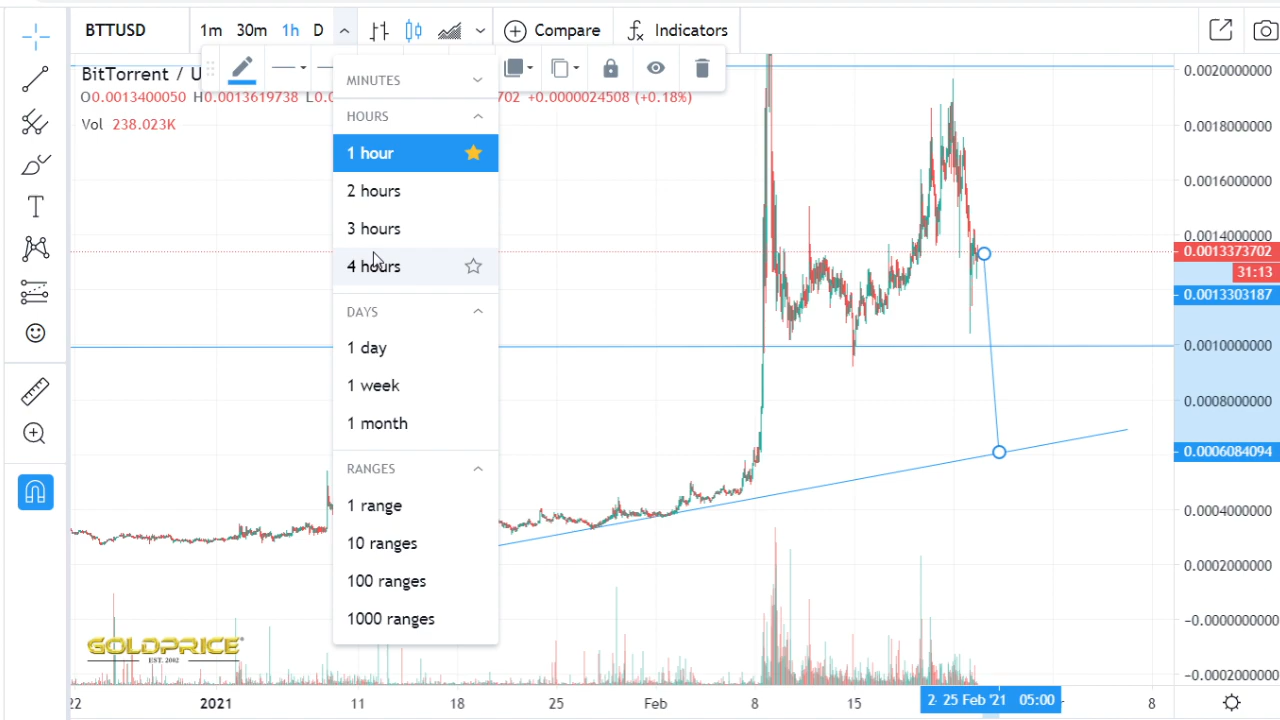 BTTUSD 1m 30m 1h D Compare Indicators
BitTorrent / U
O0.0013400050 H0.0013619738 L0.0 702 +0.0000024508 (+0.18%)
Vol 238.023K
MINUTES
HOURS
1 hour
2 hours
3 hours
4 hours
DAYS
1 day
1 week
1 month
RANGES
1 range
10 ranges
100 ranges
1000 ranges
0.0020000000
0.0018000000
0.0016000000
0.0014000000
0.0013373702
31:13
0.0013303187
0.0010000000
0.0008000000
0.0006084094
0.0004000000
0.0002000000
-0.0000000000
-0.0002000000
GOLDPRICE
EST. 2002
22 2021 11 18 25 Feb 8 15 2 25 Feb '21 05:00 8